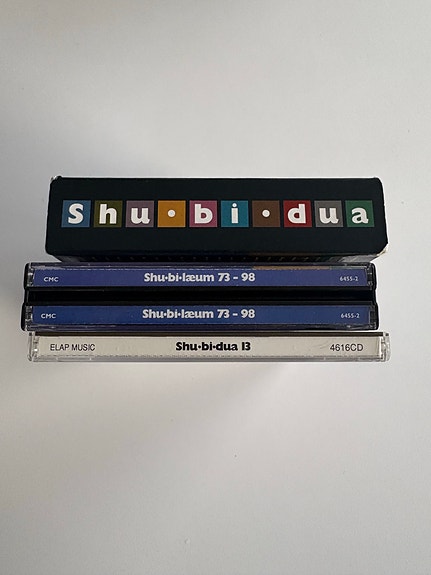 Shu•bi•dua
CMC Shu•bi•læum 73 - 98 6455-2
CMC Shu•bi•læum 73 - 98 6455-2
ELAP MUSIC Shu•bi•dua 13 4616CD